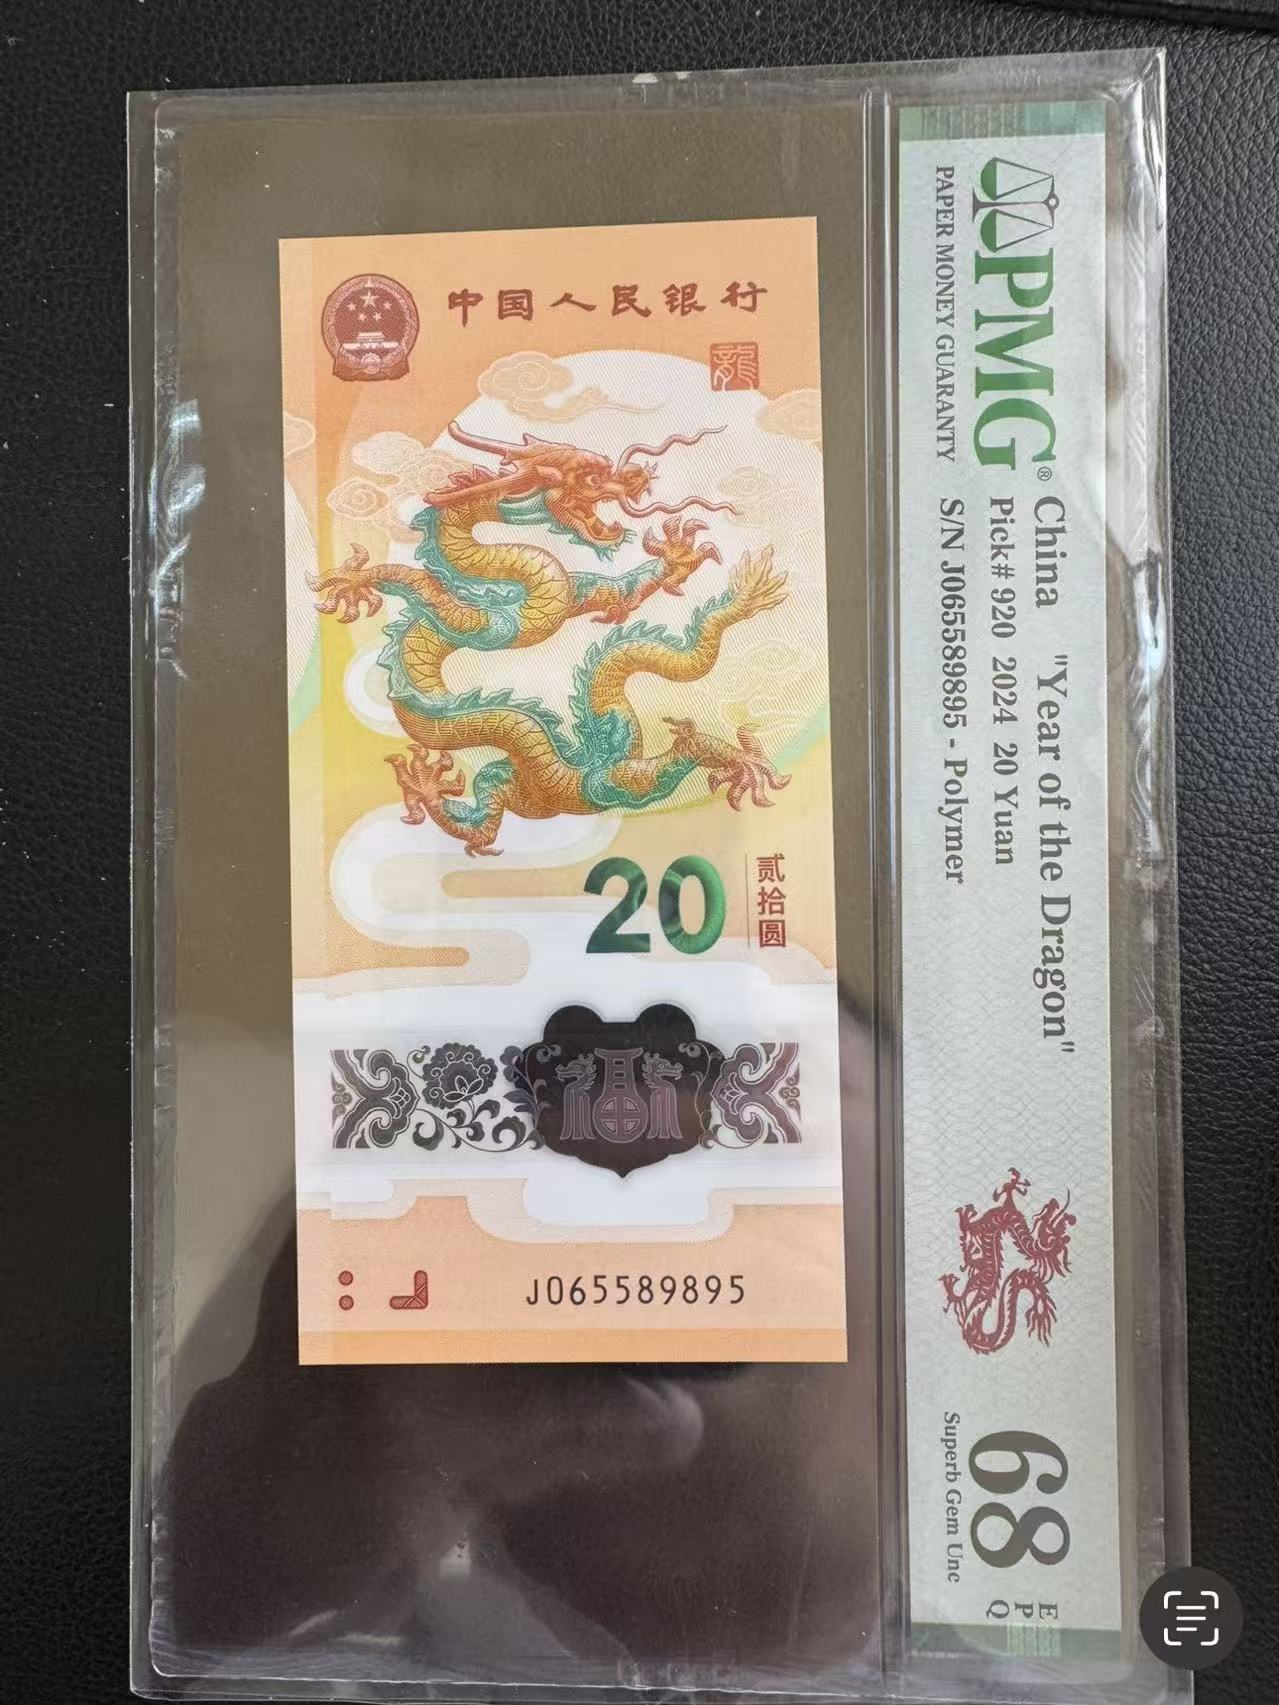 中国人民银行
龍
20
贰拾圆
J065589895
PMG®
PAPER MONEY GUARANTY
China "Year of the Dragon"
Pick# 920 2024 20 Yuan
S/N J065589895 - Polymer
68
Superb Gem Unc
E
P
Q